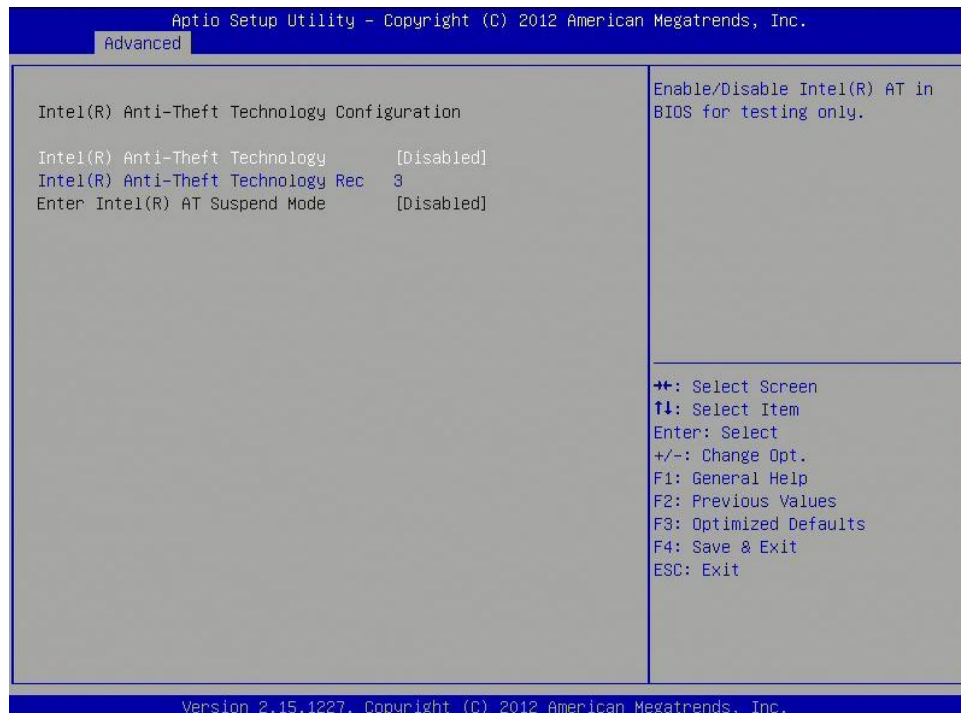 Aptio Setup Utility – Copyright (C) 2012 American Megatrends, Inc.
Advanced
Intel(R) Anti-Theft Technology Configuration
Intel(R) Anti-Theft Technology [Disabled]
Intel(R) Anti-Theft Technology Rec 3
Enter Intel(R) AT Suspend Mode [Disabled]
Enable/Disable Intel(R) AT in
BIOS for testing only.
→←: Select Screen
↑↓: Select Item
Enter: Select
+/-: Change Opt.
F1: General Help
F2: Previous Values
F3: Optimized Defaults
F4: Save & Exit
ESC: Exit
Version 2.15.1227. Copyright (C) 2012 American Megatrends, Inc.